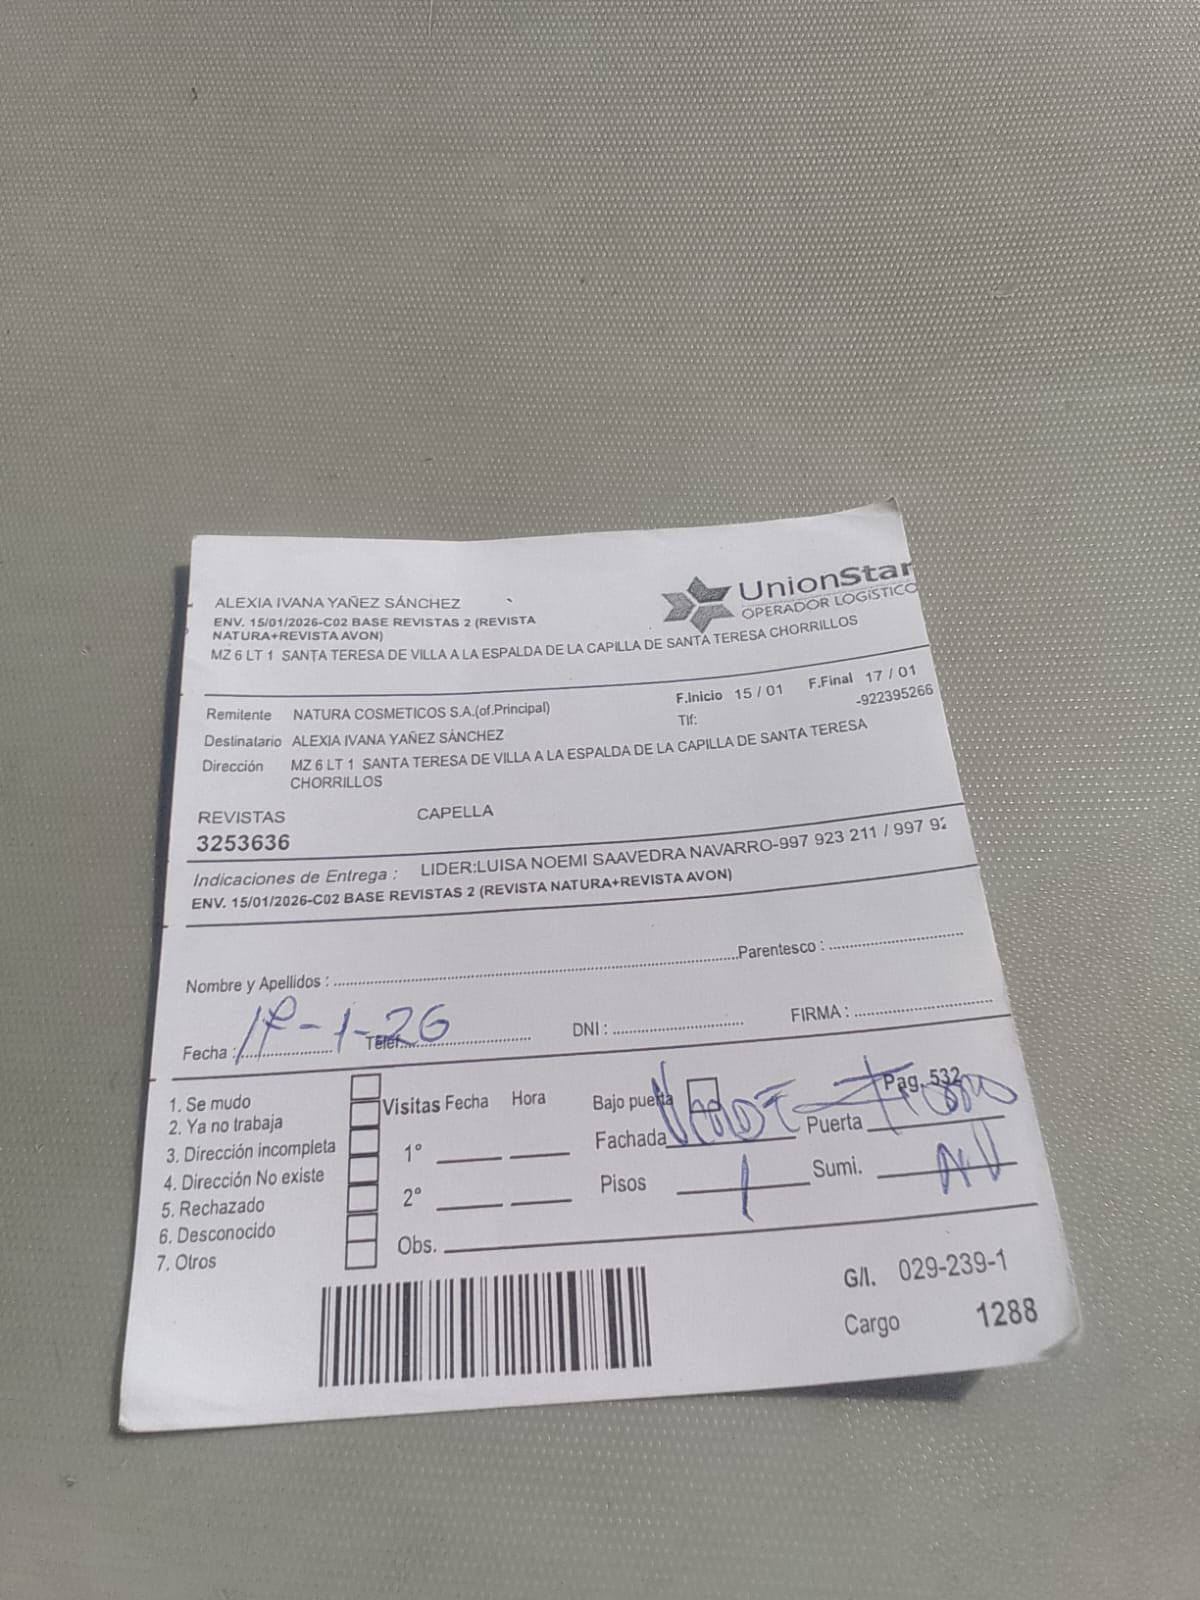 ALEXIA IVANA YAÑEZ SÁNCHEZ
ENV. 15/01/2026-C02 BASE REVISTAS 2 (REVISTA
NATURA+REVISTA AVON)
UnionStar
OPERADOR LOGÍSTICO
MZ 6 LT 1 SANTA TERESA DE VILLA A LA ESPALDA DE LA CAPILLA DE SANTA TERESA CHORRILLOS
Remitente NATURA COSMETICOS S.A.(of.Principal) F.Inicio 15 / 01 F.Final 17 / 01
Destinatario ALEXIA IVANA YAÑEZ SÁNCHEZ Tlf: -922395266
Dirección MZ 6 LT 1 SANTA TERESA DE VILLA A LA ESPALDA DE LA CAPILLA DE SANTA TERESA
CHORRILLOS
REVISTAS CAPELLA
3253636
Indicaciones de Entrega : LIDER:LUISA NOEMI SAAVEDRA NAVARRO-997 923 211 / 997 92
ENV. 15/01/2026-C02 BASE REVISTAS 2 (REVISTA NATURA+REVISTA AVON)
Nombre y Apellidos : Parentesco :
Fecha : 17-1-26 Teléf. DNI : FIRMA :
1. Se mudo
2. Ya no trabaja
3. Dirección incompleta
4. Dirección No existe
5. Rechazado
6. Desconocido
7. Otros
Visitas Fecha Hora
1°
2°
Obs.
Bajo puerta Pag. 532
Fachada Puerta
Pisos 1 Sumi.
G/I. 029-239-1
Cargo 1288